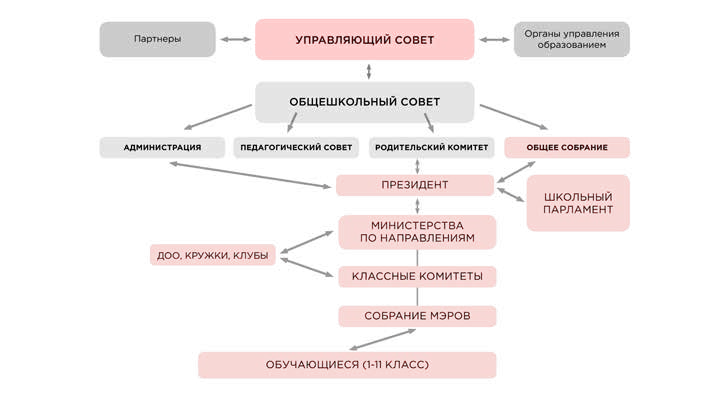 Партнеры
УПРАВЛЯЮЩИЙ СОВЕТ
Органы управления
образованием
ОБЩЕШКОЛЬНЫЙ СОВЕТ
АДМИНИСТРАЦИЯ
ПЕДАГОГИЧЕСКИЙ СОВЕТ
РОДИТЕЛЬСКИЙ КОМИТЕТ
ОБЩЕЕ СОБРАНИЕ
ПРЕЗИДЕНТ
ШКОЛЬНЫЙ
ПАРЛАМЕНТ
МИНИСТЕРСТВА
ПО НАПРАВЛЕНИЯМ
ДОО, КРУЖКИ, КЛУБЫ
КЛАССНЫЕ КОМИТЕТЫ
СОБРАНИЕ МЭРОВ
ОБУЧАЮЩИЕСЯ (1-11 КЛАСС)